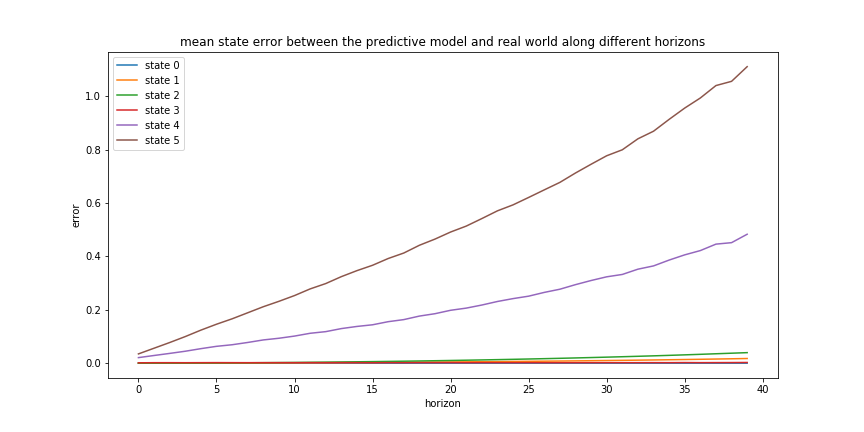 mean state error between the predictive model and real world along different horizons
state 0
state 1
state 2
state 3
state 4
state 5
1.0
0.8
0.6
0.4
0.2
0.0
error
0 5 10 15 20 25 30 35 40
horizon